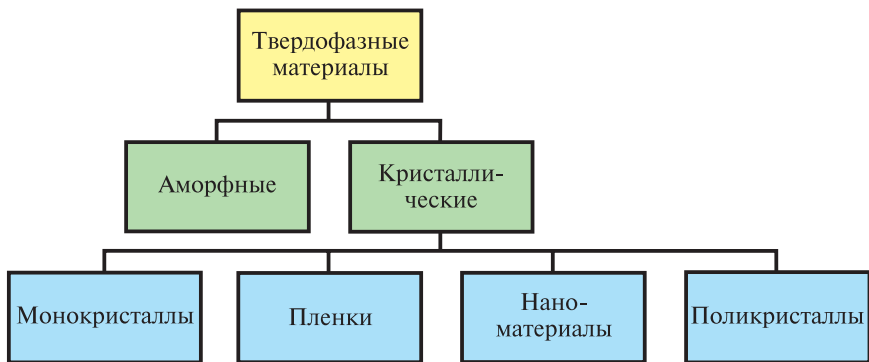 Твердофазные
материалы
Аморфные
Кристалли-
ческие
Монокристаллы
Пленки
Нано-
материалы
Поликристаллы